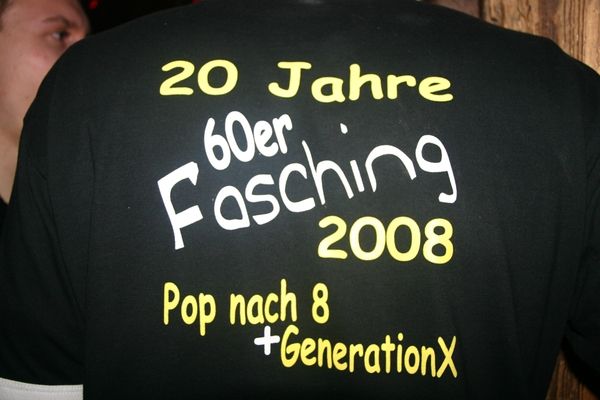 20 Jahre
60er
Fasching
2008
Pop nach 8
+GenerationX